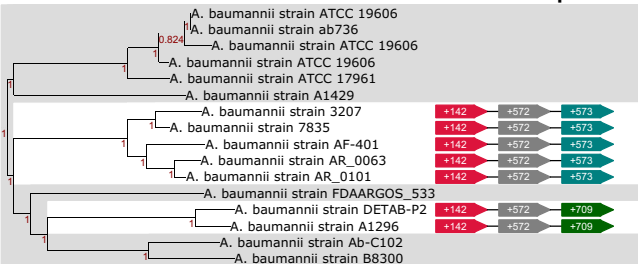 A. baumannii strain ATCC 19606
1 A. baumannii strain ab736
0.824 A. baumannii strain ATCC 19606
1 A. baumannii strain ATCC 19606
1 A. baumannii strain ATCC 17961
1 A. baumannii strain A1429
A. baumannii strain 3207 +142 +572 +573
1 1 A. baumannii strain 7835 +142 +572 +573
1 A. baumannii strain AF-401 +142 +572 +573
1 A. baumannii strain AR_0063 +142 +572 +573
1 1 1 A. baumannii strain AR_0101 +142 +572 +573
A. baumannii strain FDAARGOS_533
1 A. baumannii strain DETAB-P2 +142 +572 +709
1 1 A. baumannii strain A1296 +142 +572 +709
A. baumannii strain Ab-C102
1 A. baumannii strain B8300